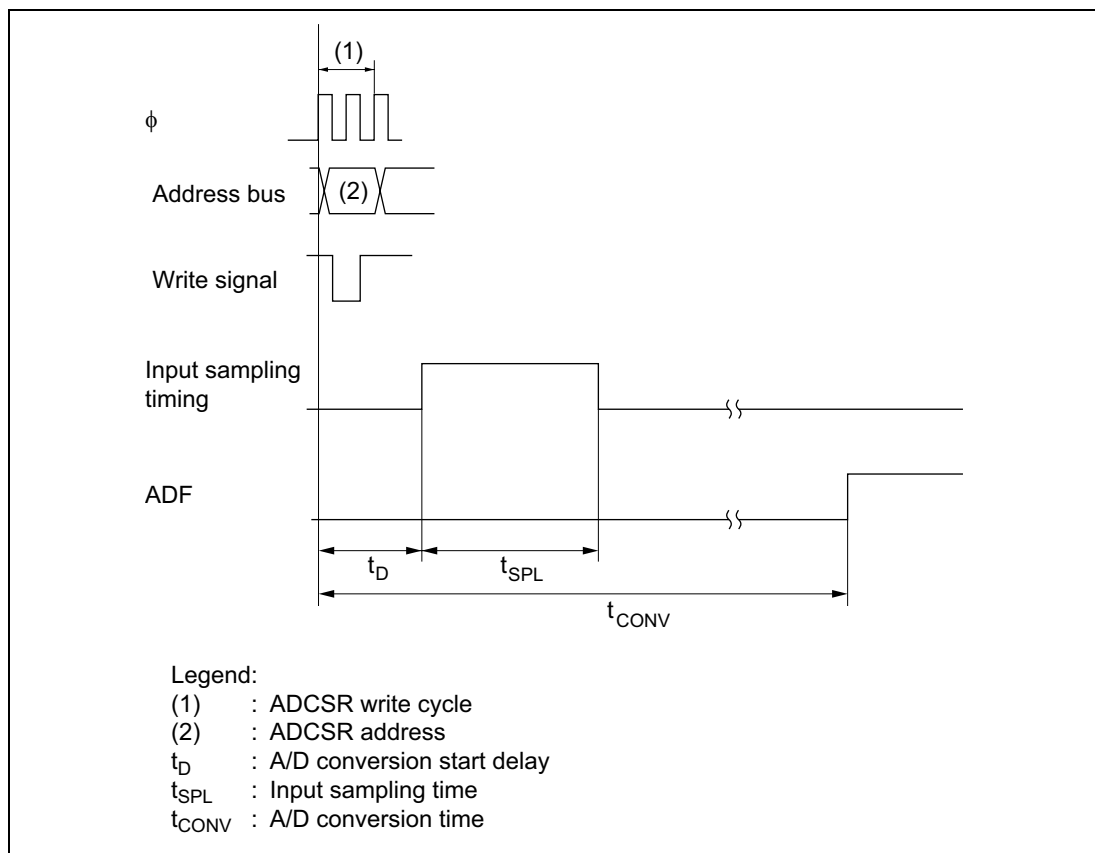 (1)
ϕ
Address bus
(2)
Write signal
Input sampling
timing
ADF
tD
tSPL
tCONV
Legend:
(1) : ADCSR write cycle
(2) : ADCSR address
tD : A/D conversion start delay
tSPL : Input sampling time
tCONV : A/D conversion time